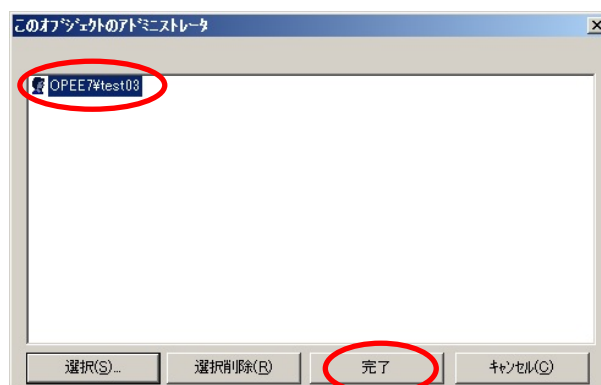 このｵﾌﾞｼﾞｪｸﾄのｱﾄﾞﾐﾆｽﾄﾚｰﾀ
OPEE7¥test03
選択(S)...
選択削除(R)
完了
ｷｬﾝｾﾙ(C)